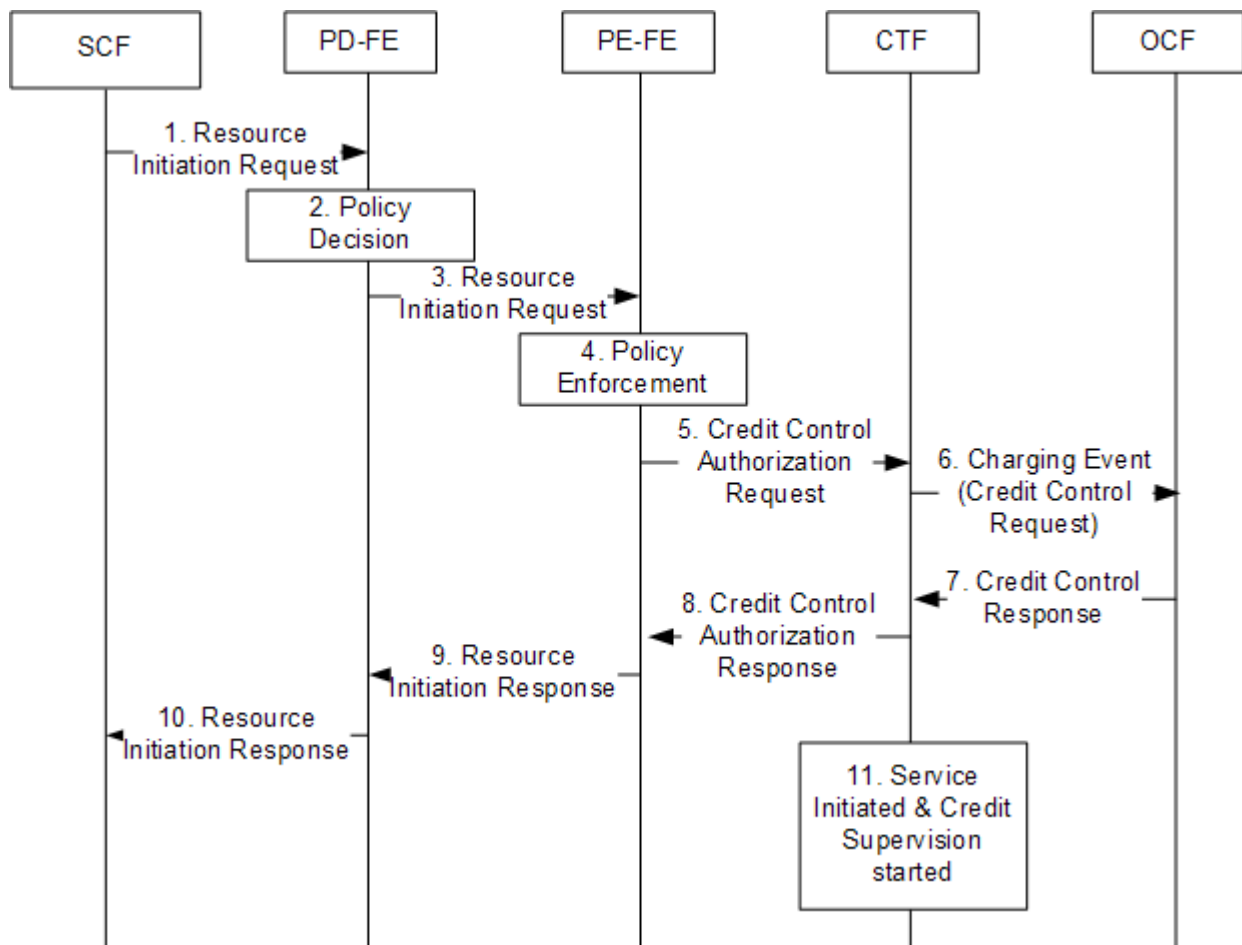 SCF
PD-FE
PE-FE
CTF
OCF
1. Resource
Initiation Request
2. Policy
Decision
3. Resource
Initiation Request
4. Policy
Enforcement
5. Credit Control
Authorization
Request
6. Charging Event
(Credit Control
Request)
7. Credit Control
Response
8. Credit Control
Authorization
Response
9. Resource
Initiation Response
10. Resource
Initiation Response
11. Service
Initiated & Credit
Supervision
started